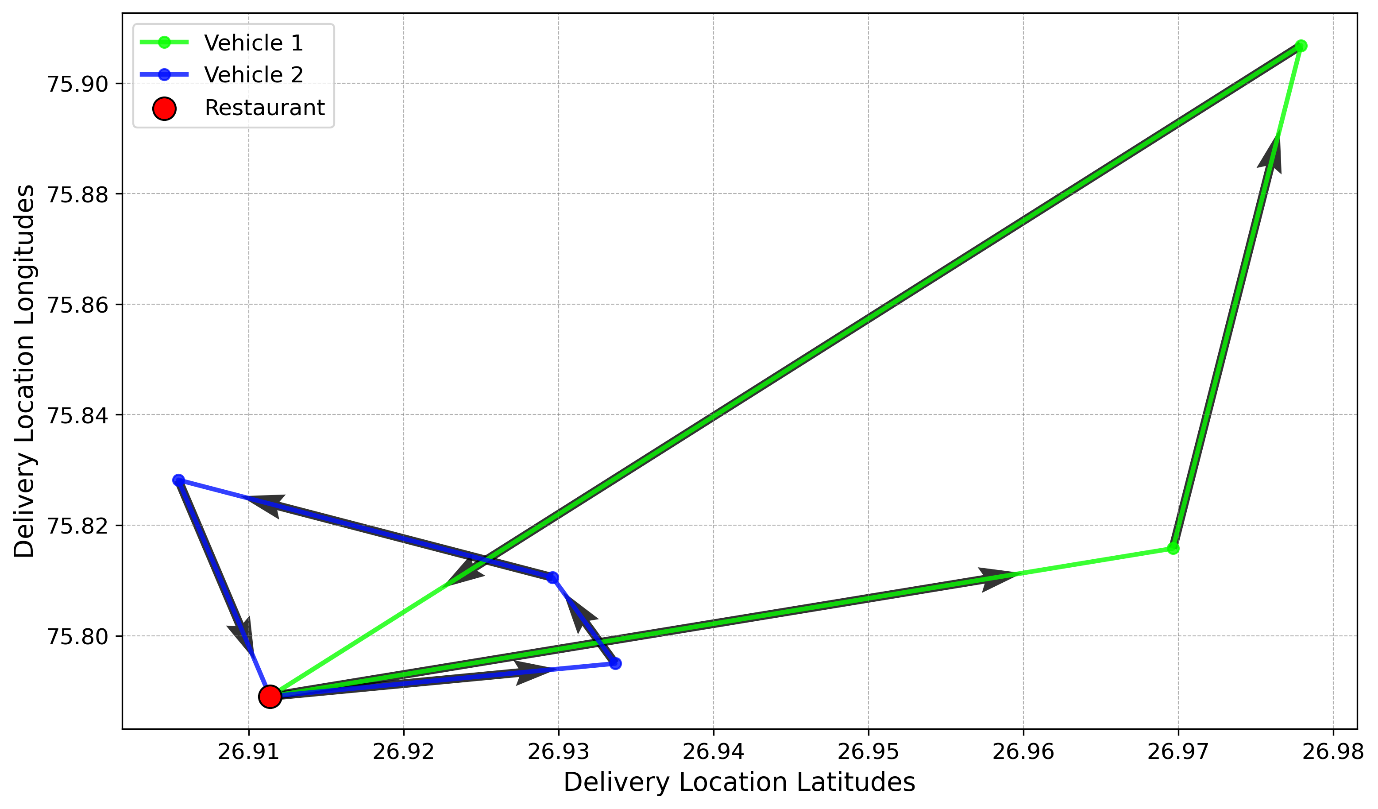 Vehicle 1
Vehicle 2
Restaurant
75.90
75.88
75.86
75.84
75.82
75.80
Delivery Location Longitudes
26.91 26.92 26.93 26.94 26.95 26.96 26.97 26.98
Delivery Location Latitudes